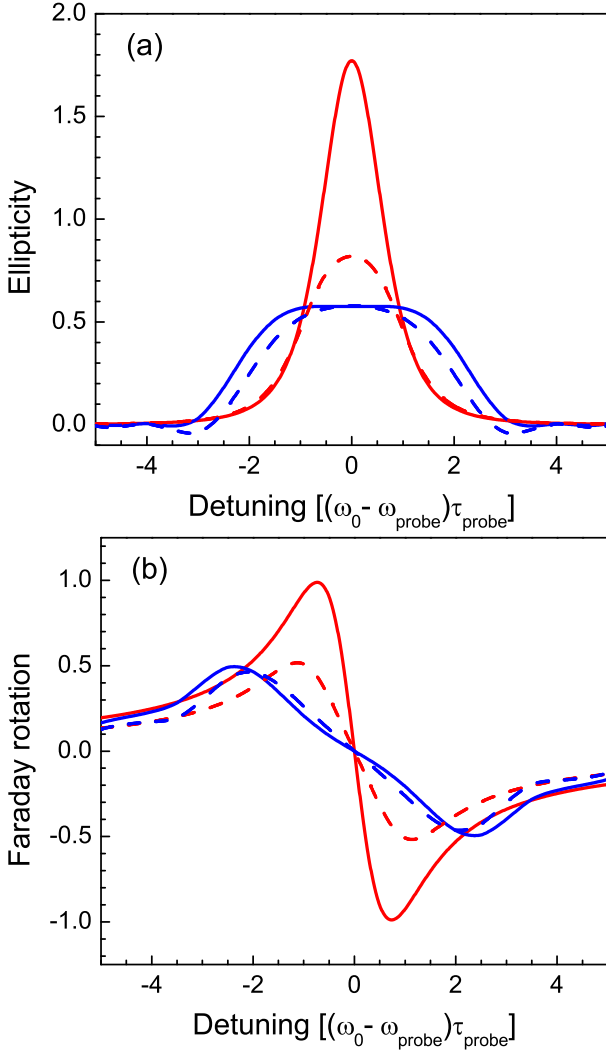 (a)
Ellipticity
2.0
1.5
1.0
0.5
0.0
-4 -2 0 2 4
Detuning [(ω0- ωprobe)τprobe]
(b)
Faraday rotation
1.0
0.5
0.0
-0.5
-1.0
-4 -2 0 2 4
Detuning [(ω0- ωprobe)τprobe]